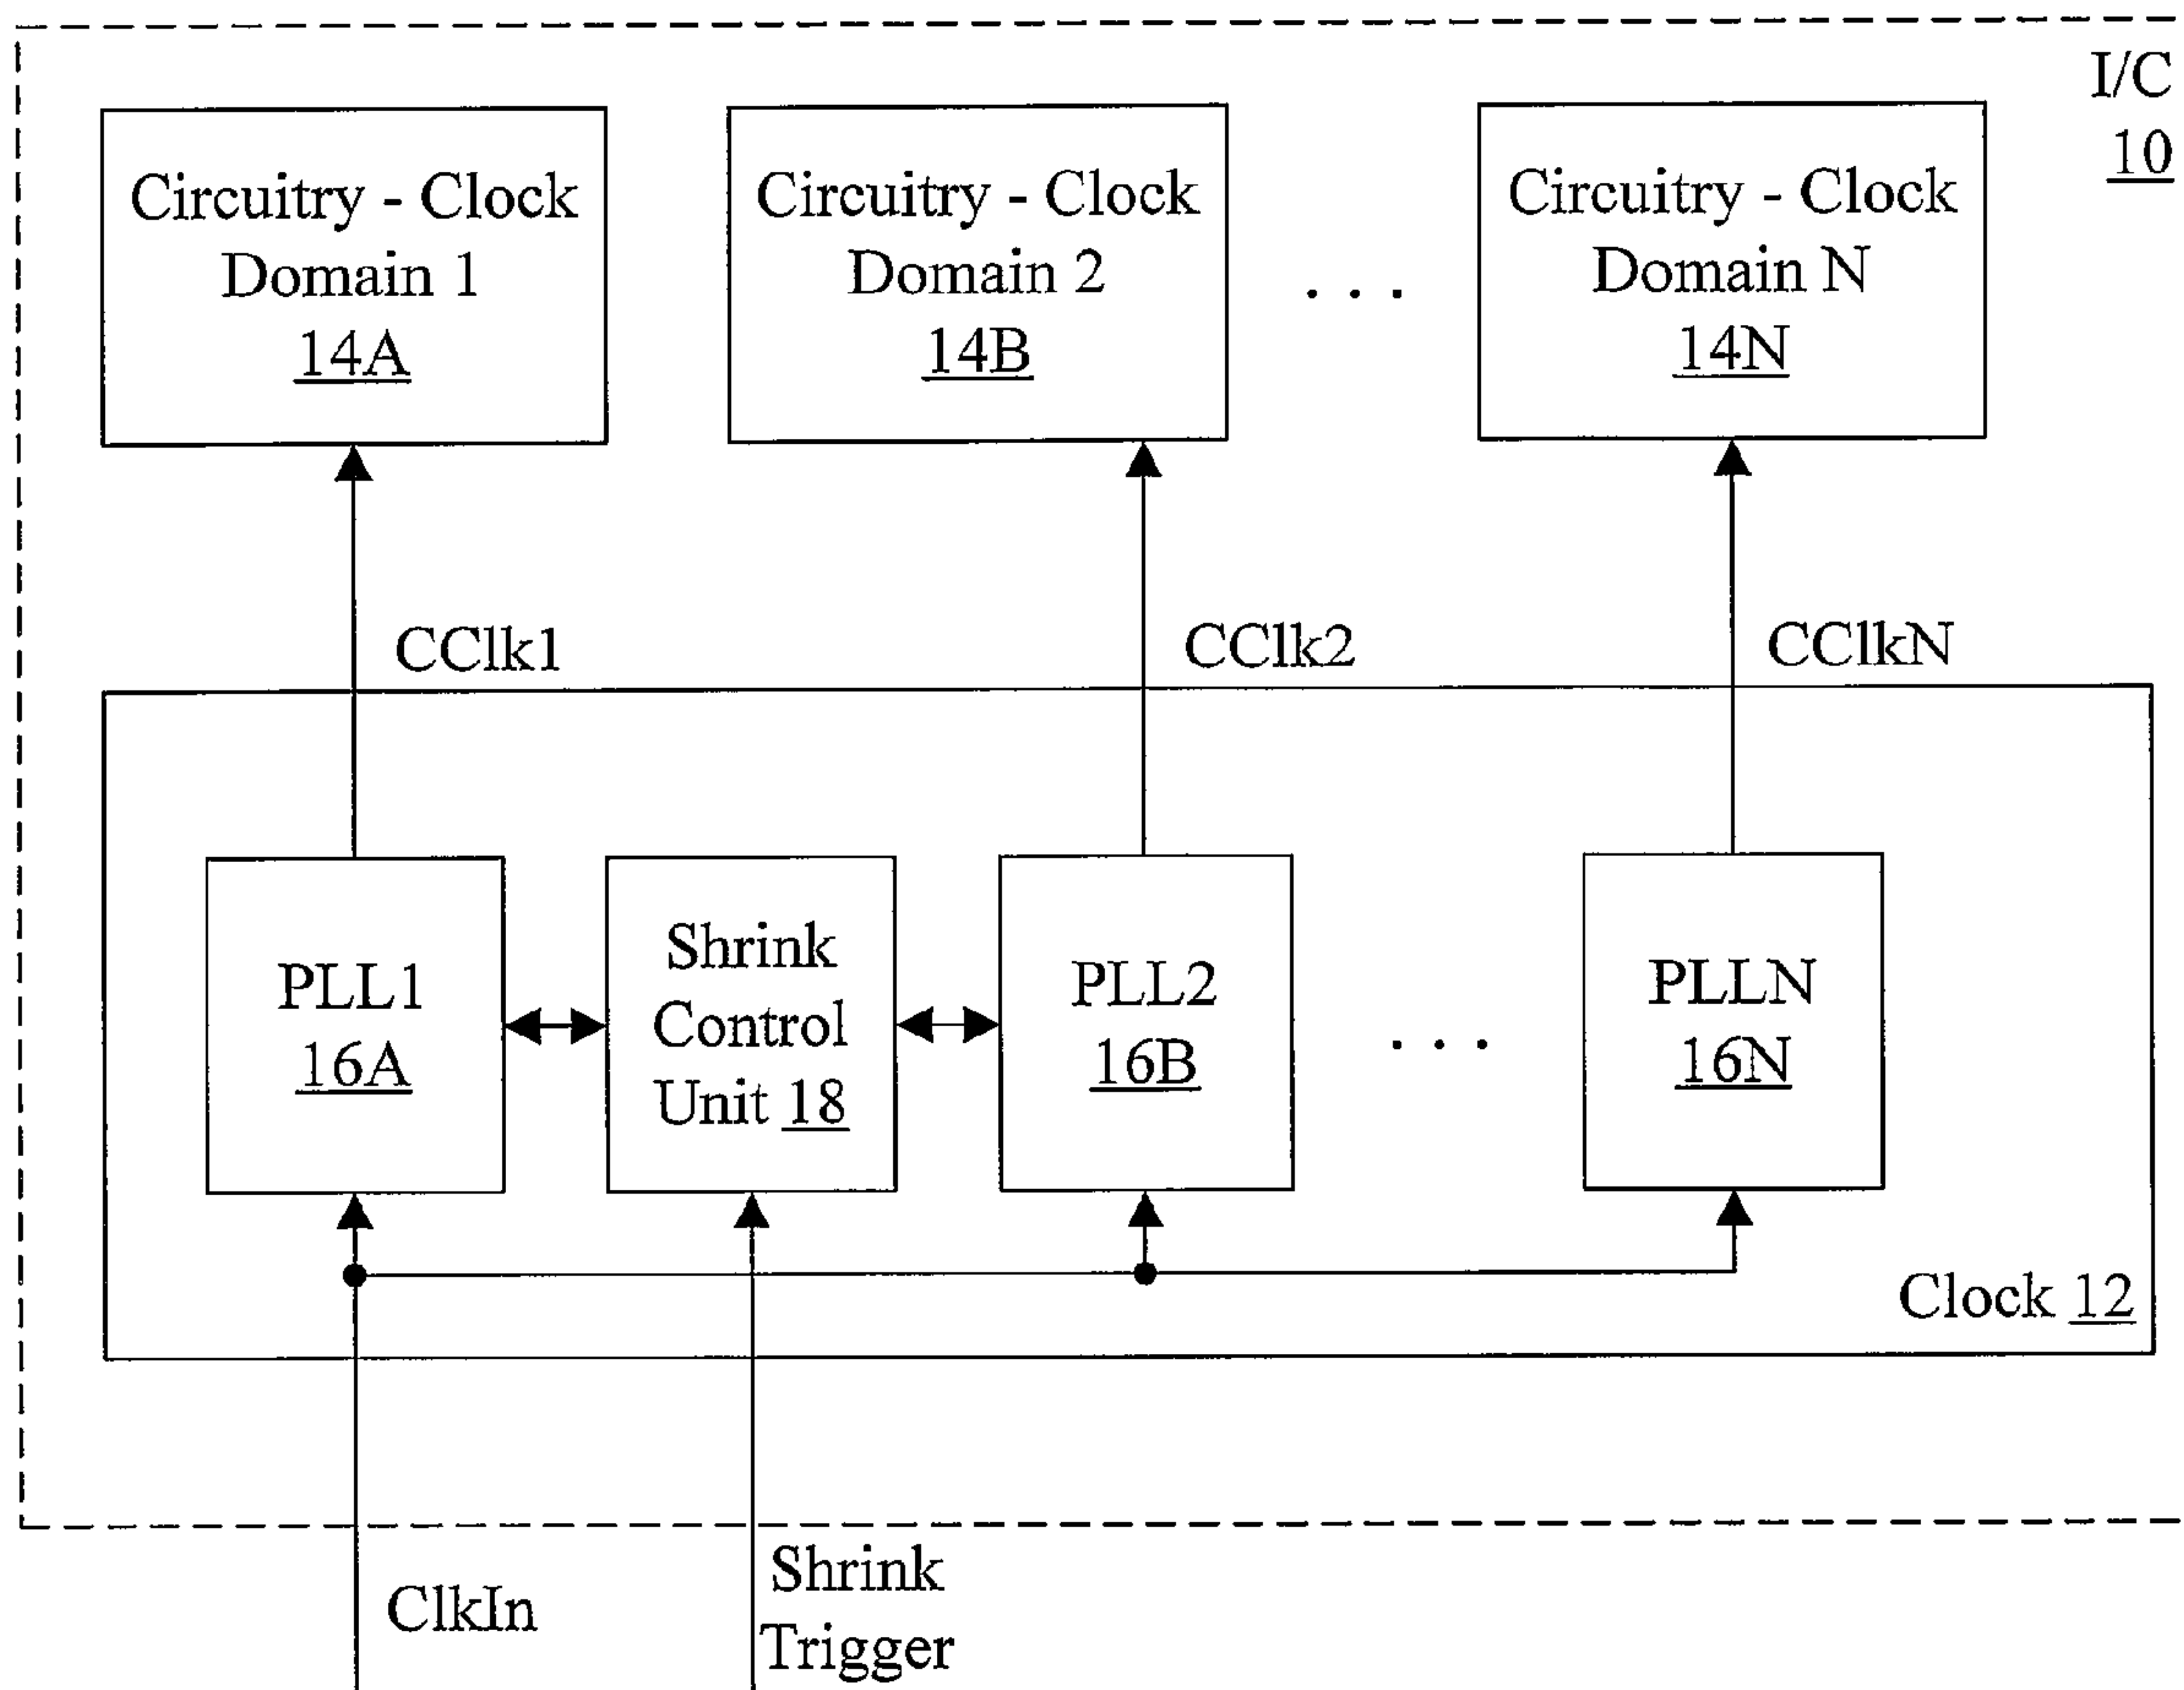 I/C
10
Circuitry - Clock
Domain 1
14A
Circuitry - Clock
Domain 2
14B
. . .
Circuitry - Clock
Domain N
14N
CClk1
CClk2
CClkN
PLL1
16A
Shrink
Control
Unit 18
PLL2
16B
. . .
PLLN
16N
Clock 12
ClkIn
Shrink
Trigger